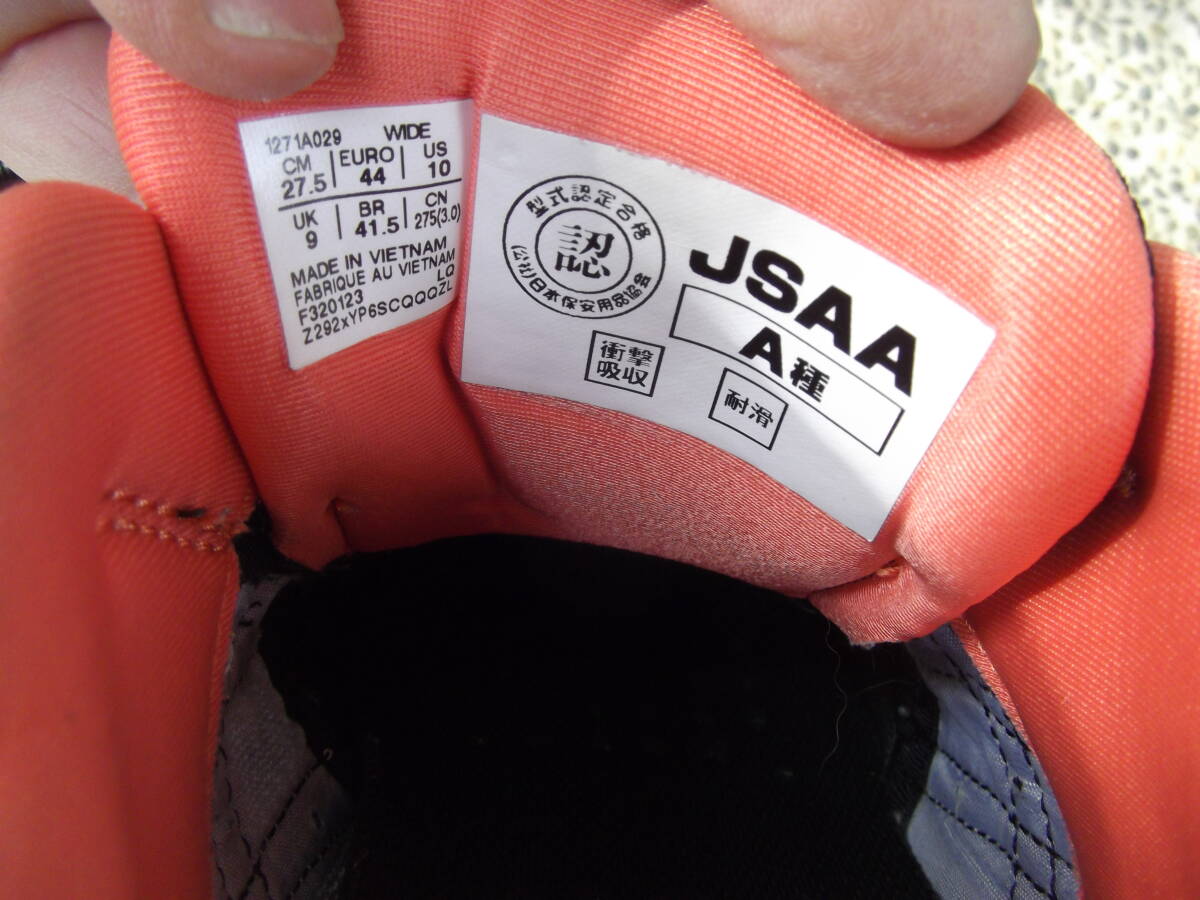 1271A029 WIDE
CM EURO US
27.5 44 10
UK BR CN
9 41.5 275(3.0)
MADE IN VIETNAM
FABRIQUE AU VIETNAM
F320123 LQ
Z292xYP6SCQQQZL
型式認定合格
認
(公社)日本保安用品協会
JSAA
A種
衝撃
吸収
耐滑